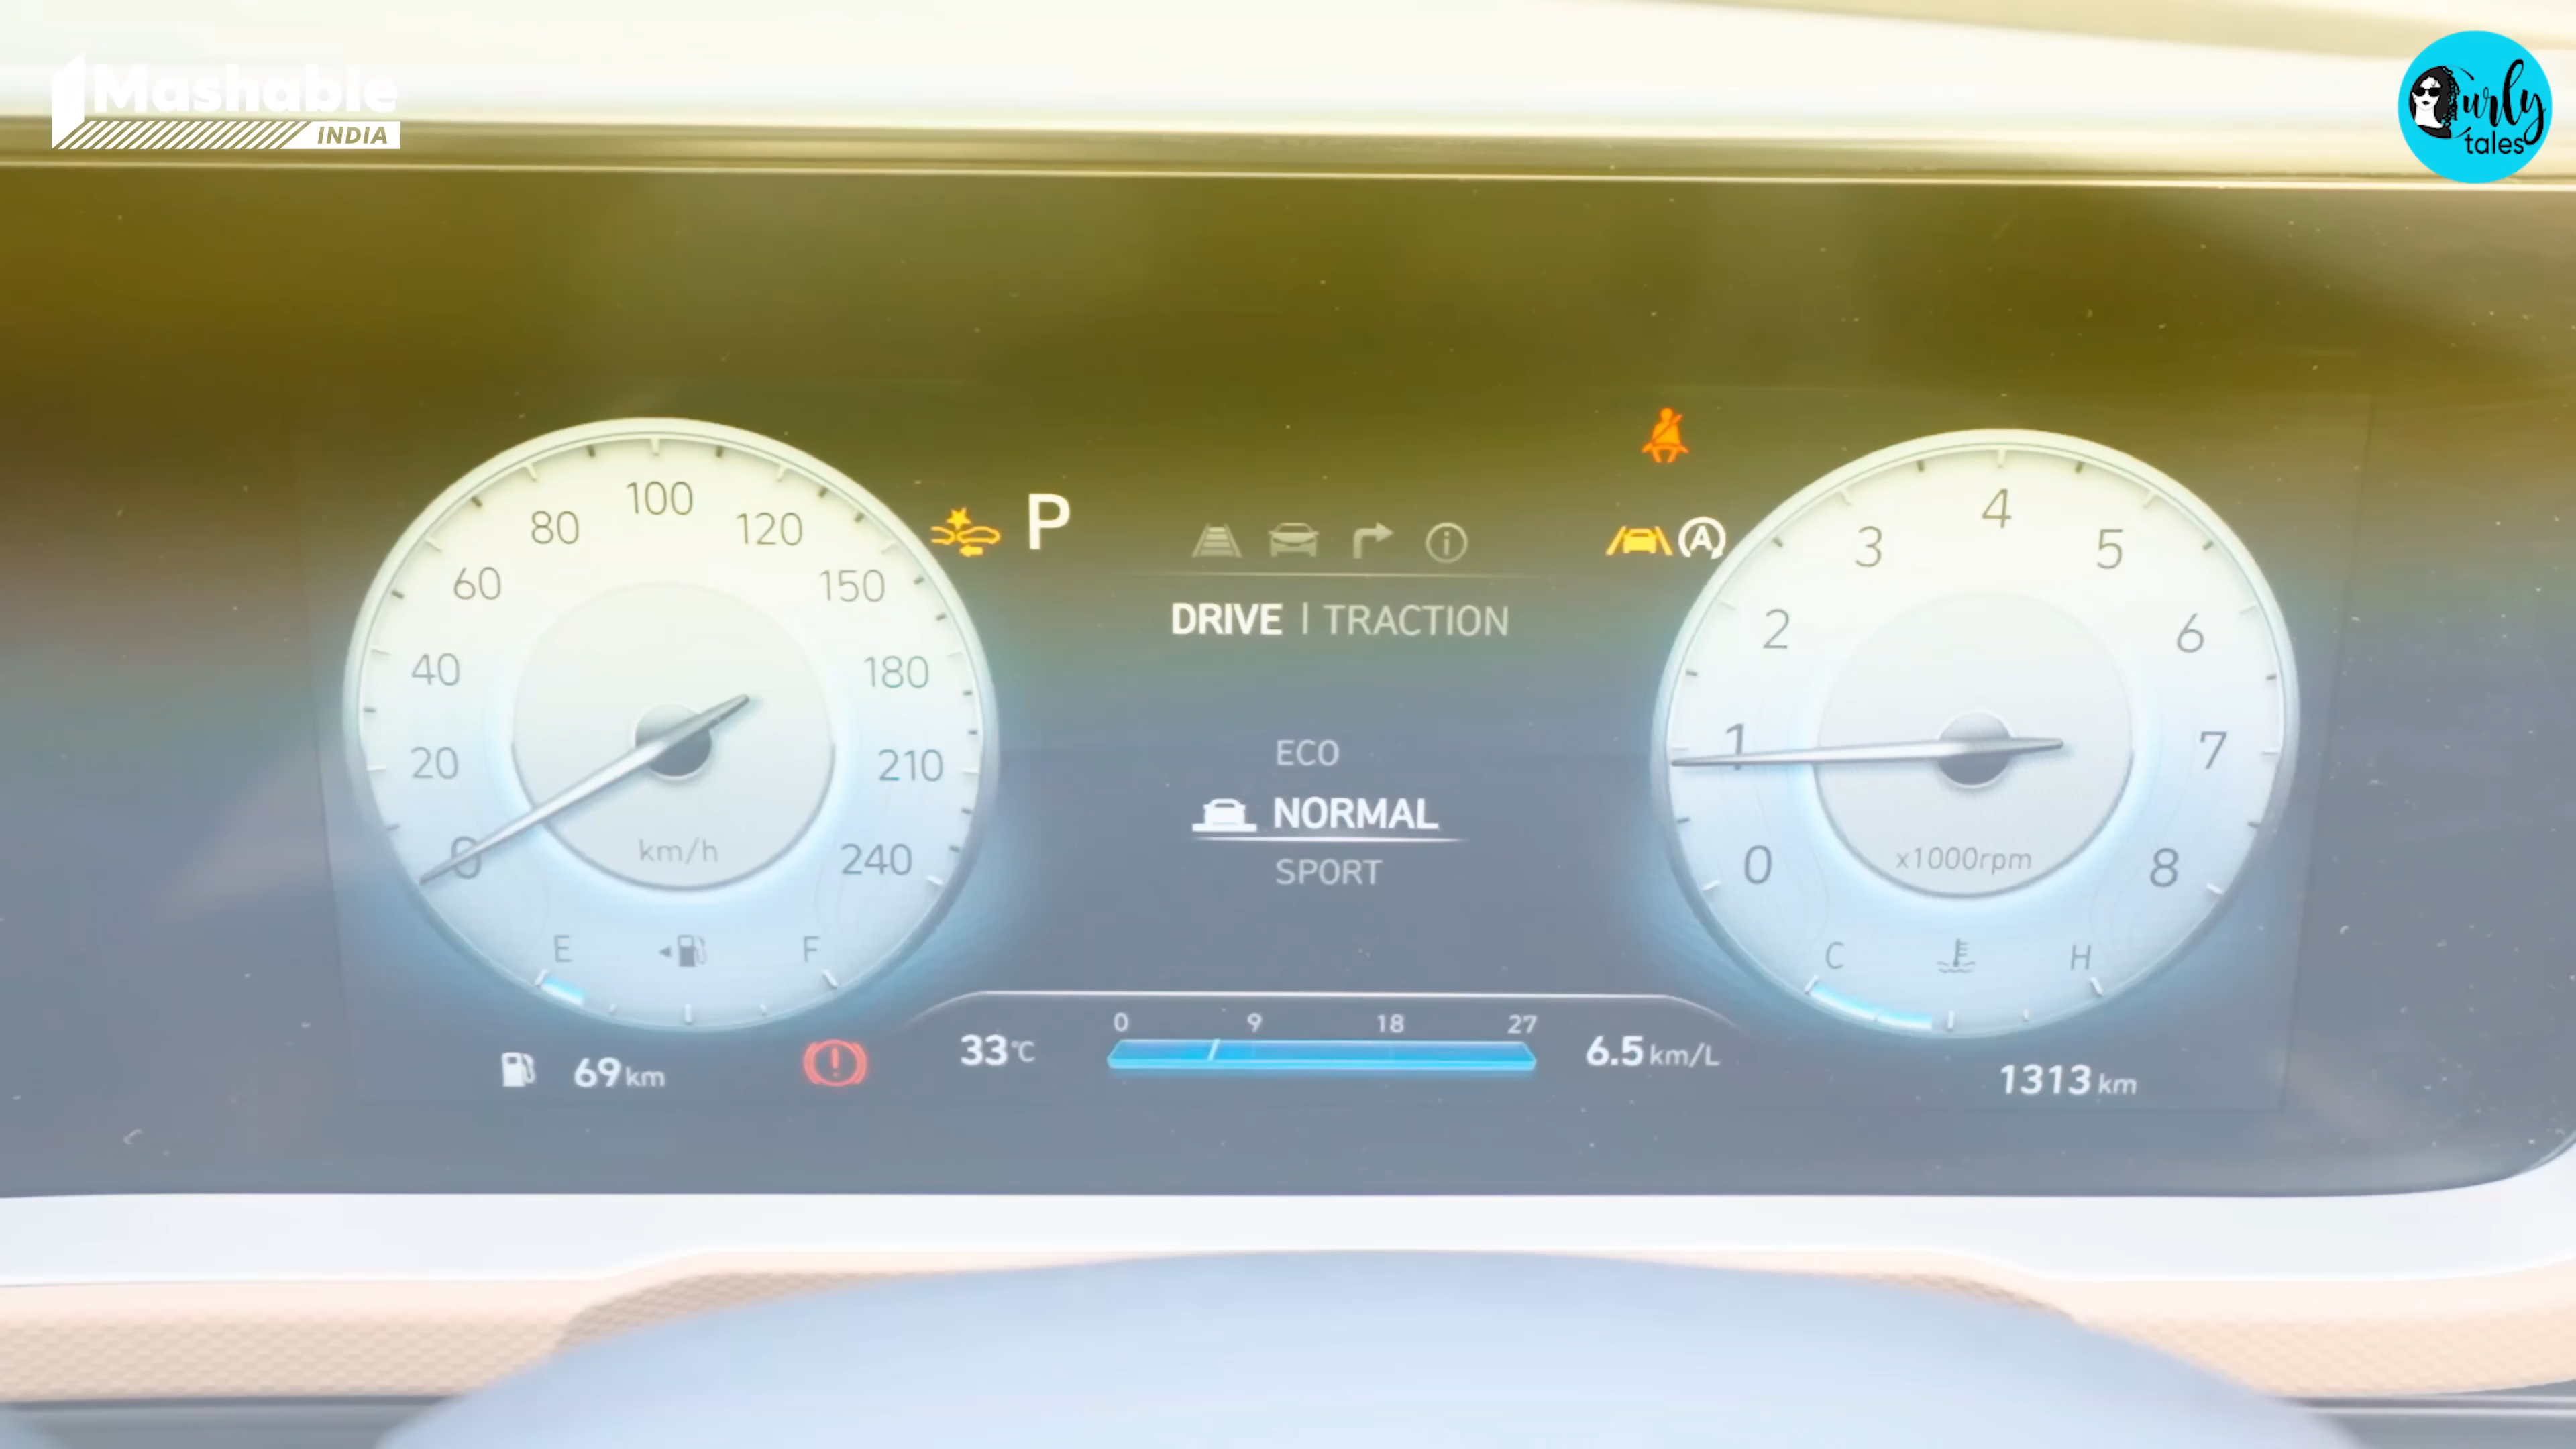 Mashable
INDIA
Curly
tales
0
20
40
60
80
100
120
150
180
210
240
km/h
E
F
69 km
P
DRIVE | TRACTION
ECO
NORMAL
SPORT
33°C
0 9 18 27
6.5 km/L
A
0
1
2
3
4
5
6
7
8
x1000rpm
C
H
1313 km